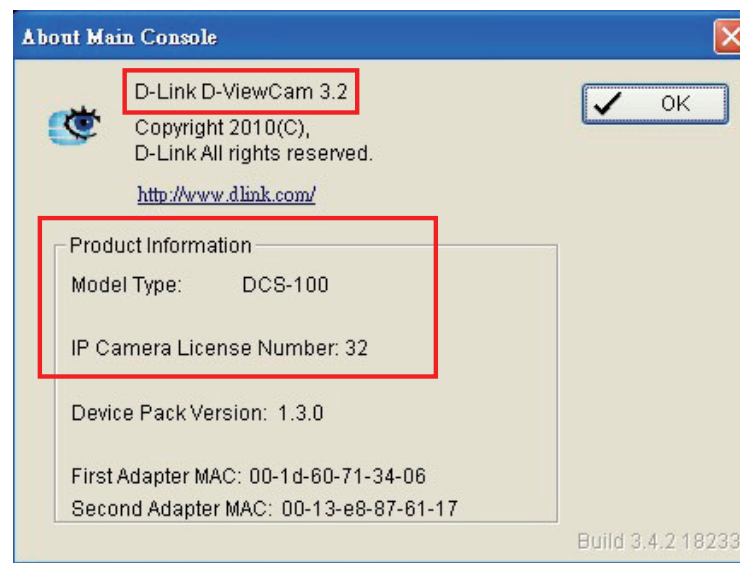 About Main Console
D-Link D-ViewCam 3.2
OK
Copyright 2010(C),
D-Link All rights reserved.
http://www.dlink.com/
Product Information
Model Type: DCS-100
IP Camera License Number: 32
Device Pack Version: 1.3.0
First Adapter MAC: 00-1d-60-71-34-06
Second Adapter MAC: 00-13-e8-87-61-17
Build 3.4.2 18233